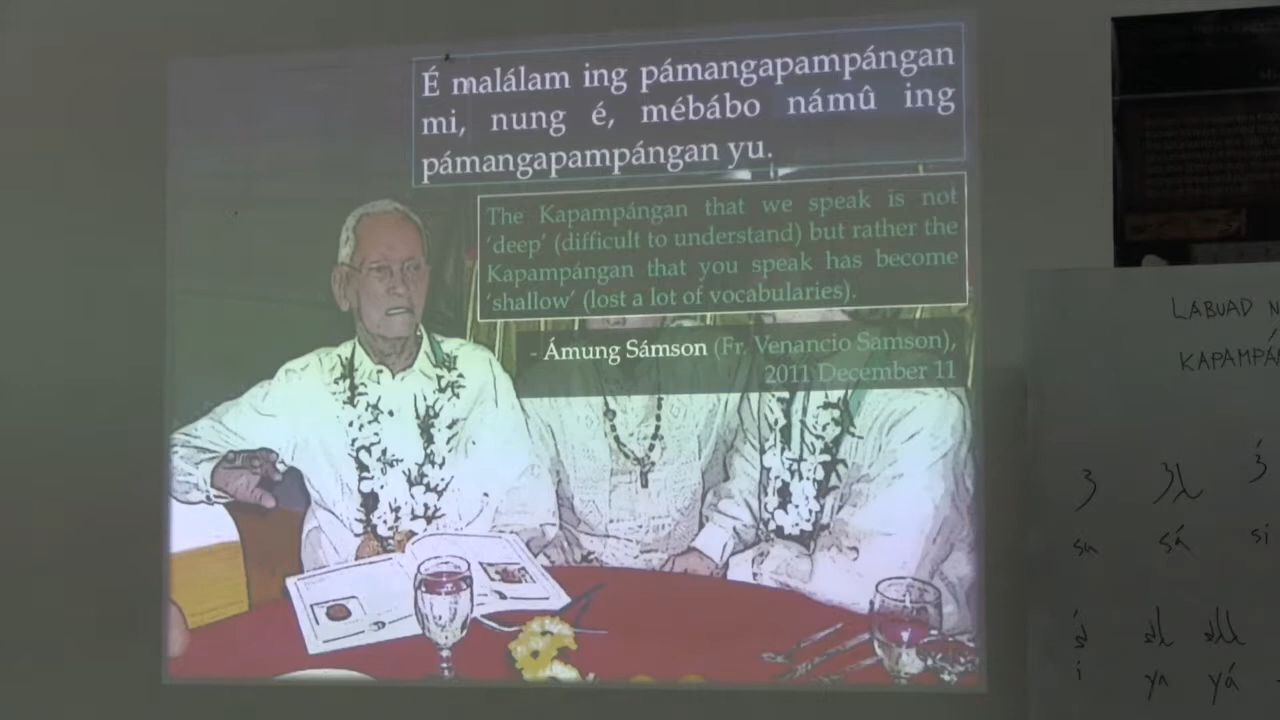 É malálam ing pámangapampángan
mi, nung é, mébábo námû ing
pámangapampángan yu.
The Kapampángan that we speak is not
'deep' (difficult to understand) but rather the
Kapampángan that you speak has become
'shallow' (lost a lot of vocabularies).
- Ámung Sámson (Fr. Venancio Samson),
2011 December 11
LABUAD
sá si
i ya yá